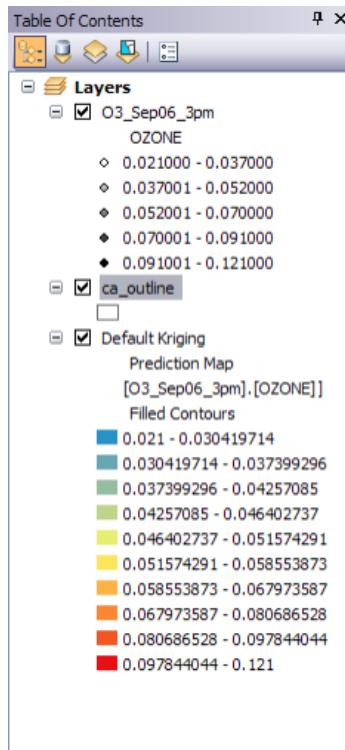 Table Of Contents
Layers
O3_Sep06_3pm
OZONE
0.021000 - 0.037000
0.037001 - 0.052000
0.052001 - 0.070000
0.070001 - 0.091000
0.091001 - 0.121000
ca_outline
Default Kriging
Prediction Map
[O3_Sep06_3pm].[OZONE]]
Filled Contours
0.021 - 0.030419714
0.030419714 - 0.037399296
0.037399296 - 0.04257085
0.04257085 - 0.046402737
0.046402737 - 0.051574291
0.051574291 - 0.058553873
0.058553873 - 0.067973587
0.067973587 - 0.080686528
0.080686528 - 0.097844044
0.097844044 - 0.121